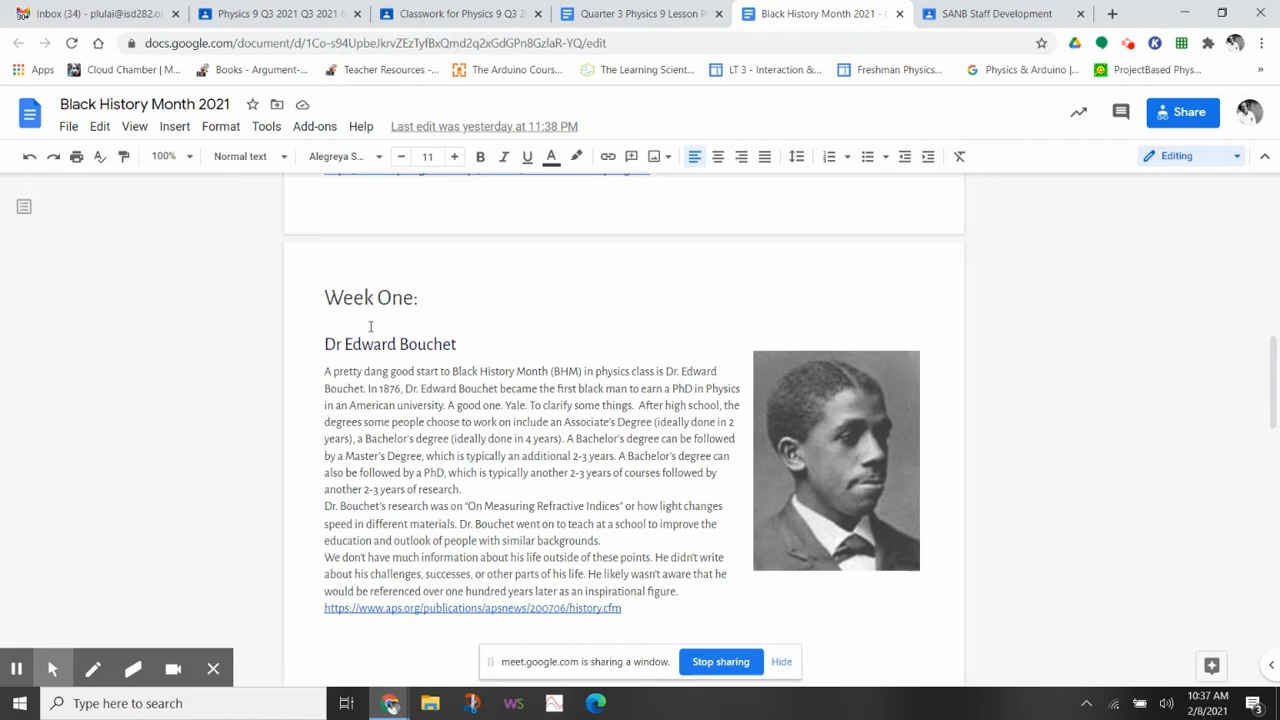 Inbox (34) - plulai@isd282.or
Physics 9 Q3 2021 Q3 2021 6
Classwork for Physics 9 Q3 2
Quarter 3 Physics 9 Lesson P
Black History Month 2021 - G
SANB Staff Development
docs.google.com/document/d/1Co-s94UpbeJkrvZEzTyfBxQmd2q2xGdGPn8GzlaR-YQ/edit
Apps
Cloud Chamber | M...
Books - Argument-...
Teacher Resources -...
The Arduino Cours...
The Learning Scient...
LT 3 - Interaction &...
Freshman Physics...
Physics & Arduino |...
ProjectBased Phys...
»
Black History Month 2021
Share
File Edit View Insert Format Tools Add-ons Help Last edit was yesterday at 11:38 PM
100% Normal text Alegreya S... 11 Editing
Week One:
Dr Edward Bouchet
A pretty dang good start to Black History Month (BHM) in physics class is Dr. Edward
Bouchet. In 1876, Dr. Edward Bouchet became the first black man to earn a PhD in Physics
in an American university. A good one. Yale. To clarify some things. After high school, the
degrees some people choose to work on include an Associate's Degree (ideally done in 2
years), a Bachelor's degree (ideally done in 4 years). A Bachelor's degree can be followed
by a Master's Degree, which is typically an additional 2-3 years. A Bachelor's degree can
also be followed by a PhD, which is typically another 2-3 years of courses followed by
another 2-3 years of research.
Dr. Bouchet's research was on "On Measuring Refractive Indices" or how light changes
speed in different materials. Dr. Bouchet went on to teach at a school to improve the
education and outlook of people with similar backgrounds.
We don't have much information about his life outside of these points. He didn't write
about his challenges, successes, or other parts of his life. He likely wasn't aware that he
would be referenced over one hundred years later as an inspirational figure.
https://www.aps.org/publications/apsnews/200706/history.cfm
meet.google.com is sharing a window. Stop sharing Hide
Type here to search
10:37 AM
2/8/2021
3